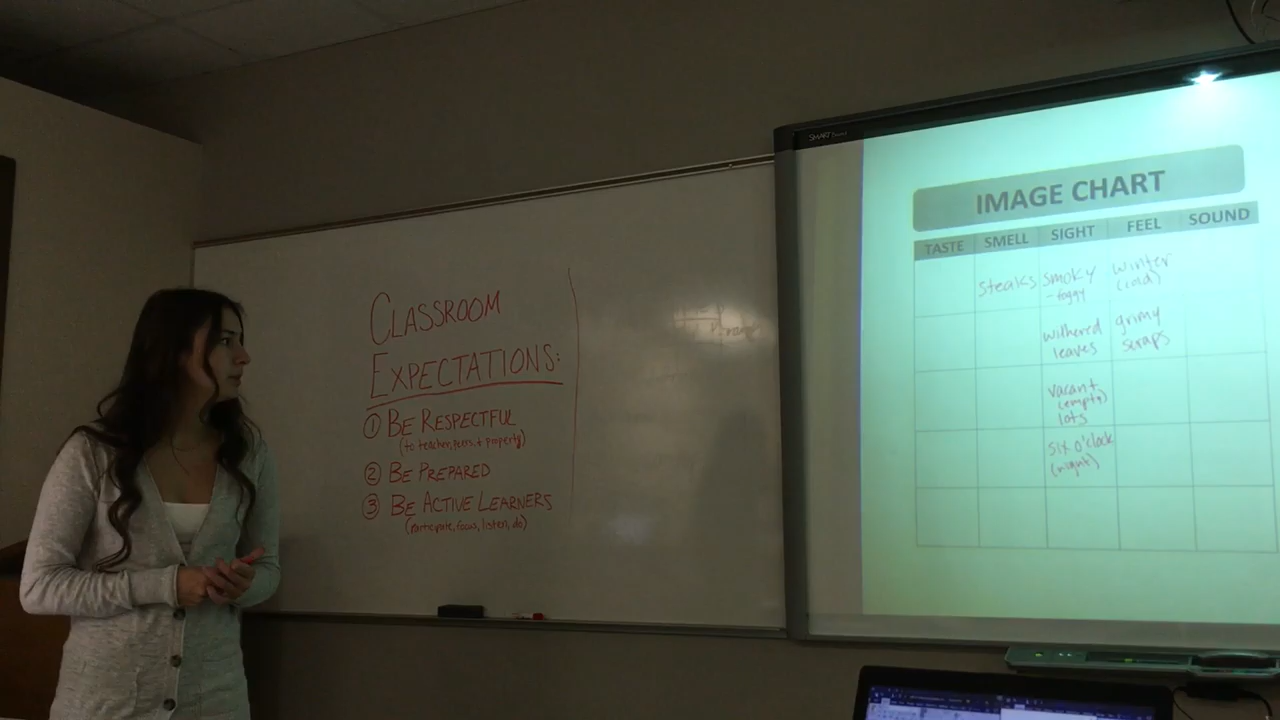 CLASSROOM
EXPECTATIONS:
① BE RESPECTFUL
(to teacher, peers, + property)
② BE PREPARED
③ BE ACTIVE LEARNERS
(participate, focus, listen, do)
SMART Board
IMAGE CHART
TASTE SMELL SIGHT FEEL SOUND
steaks smoky winter
-foggy (cold)
withered grimy
leaves scraps
vacant
(empty)
lots
six o'clock
(night)